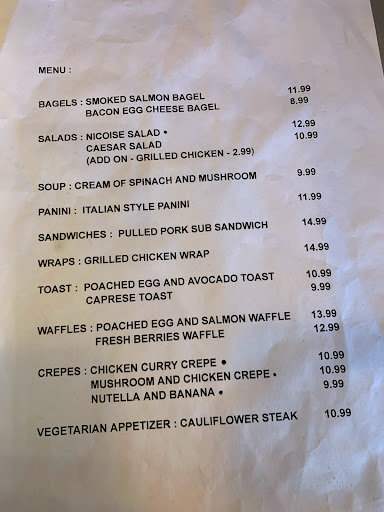 MENU :
BAGELS : SMOKED SALMON BAGEL 11.99
BACON EGG CHEESE BAGEL 8.99
SALADS : NICOISE SALAD • 12.99
CAESAR SALAD 10.99
(ADD ON - GRILLED CHICKEN - 2.99)
SOUP : CREAM OF SPINACH AND MUSHROOM 9.99
PANINI : ITALIAN STYLE PANINI 11.99
SANDWICHES : PULLED PORK SUB SANDWICH 14.99
WRAPS : GRILLED CHICKEN WRAP 14.99
TOAST : POACHED EGG AND AVOCADO TOAST 10.99
CAPRESE TOAST 9.99
WAFFLES : POACHED EGG AND SALMON WAFFLE 13.99
FRESH BERRIES WAFFLE 12.99
CREPES : CHICKEN CURRY CREPE • 10.99
MUSHROOM AND CHICKEN CREPE • 10.99
NUTELLA AND BANANA • 9.99
VEGETARIAN APPETIZER : CAULIFLOWER STEAK 10.99